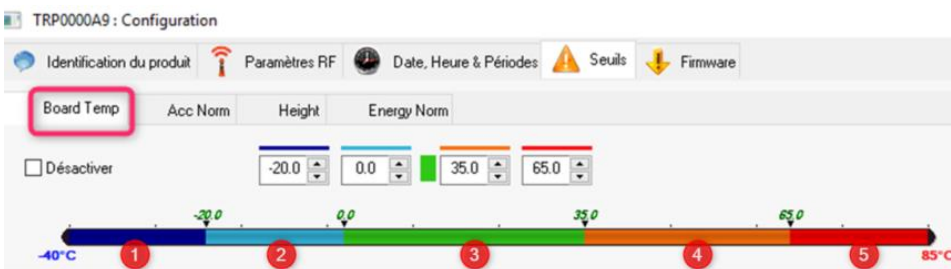 TRP0000A9 : Configuration
Identification du produit Paramètres RF Date, Heure & Périodes Seuils Firmware
Board Temp Acc Norm Height Energy Norm
Désactiver -20.0 0.0 35.0 65.0
-20.0 0.0 35.0 65.0
-40°C 1 2 3 4 5 85°C